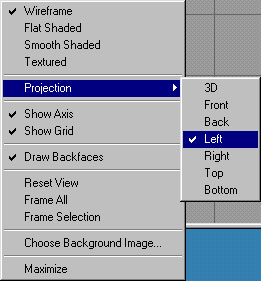 Wireframe
Flat Shaded
Smooth Shaded
Textured
Projection
Show Axis
Show Grid
Draw Backfaces
Reset View
Frame All
Frame Selection
Choose Background Image...
Maximize
3D
Front
Back
Left
Right
Top
Bottom